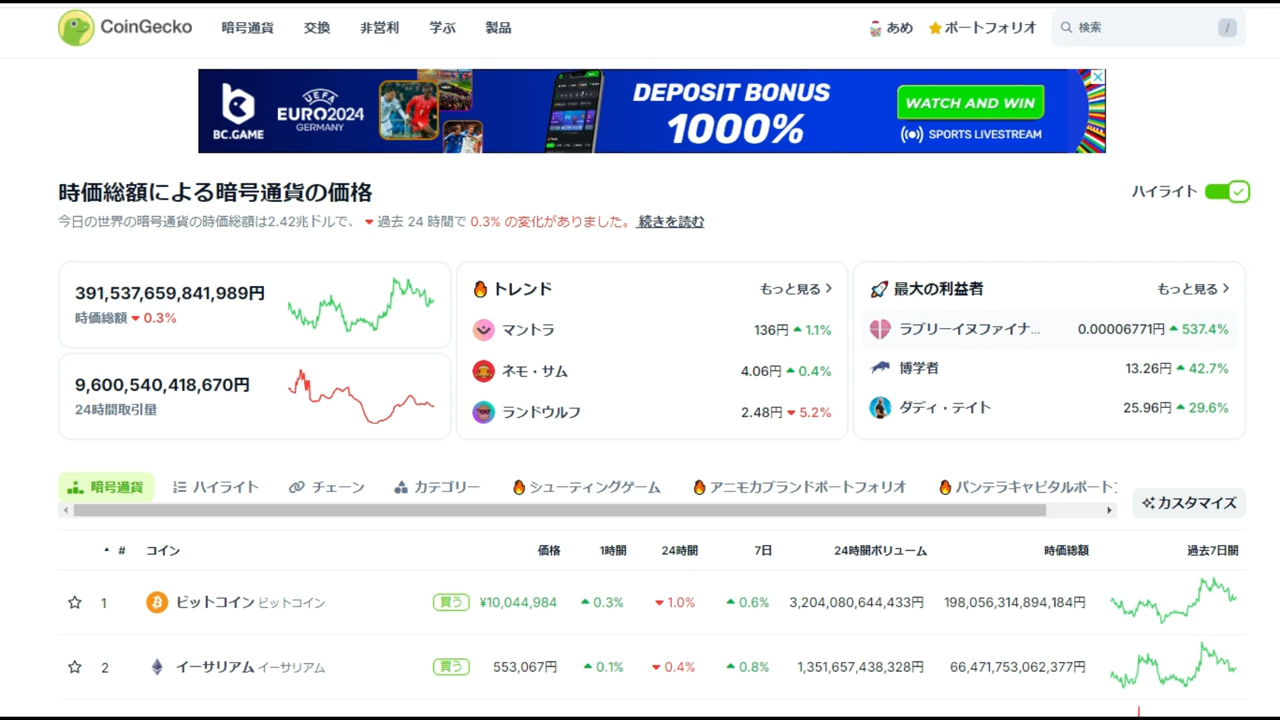 CoinGecko 暗号通貨 交換 非営利 学ぶ 製品 あめ ポートフォリオ 検索 /
BC.GAME UEFA EURO2024 GERMANY DEPOSIT BONUS 1000% WATCH AND WIN SPORTS LIVESTREAM
時価総額による暗号通貨の価格 ハイライト
今日の世界の暗号通貨の時価総額は2.42兆ドルで、 過去 24 時間で 0.3% の変化がありました。 続きを読む
391,537,659,841,989円
時価総額 0.3%
9,600,540,418,670円
24時間取引量
トレンド もっと見る
マントラ 136円 1.1%
ネモ・サム 4.06円 0.4%
ランドウルフ 2.48円 5.2%
最大の利益者 もっと見る
ラブリーイヌファイナ... 0.00006771円 537.4%
博学者 13.26円 42.7%
ダディ・テイト 25.96円 29.6%
暗号通貨 ハイライト チェーン カテゴリー シューティングゲーム アニモカブランドポートフォリオ パンテラキャピタルポート カスタマイズ
# コイン 価格 1時間 24時間 7日 24時間ボリューム 時価総額 過去7日間
1 ビットコイン ビットコイン 買う ¥10,044,984 0.3% 1.0% 0.6% 3,204,080,644,433円 198,056,314,894,184円
2 イーサリアム イーサリアム 買う 553,067円 0.1% 0.4% 0.8% 1,351,657,438,328円 66,471,753,062,377円